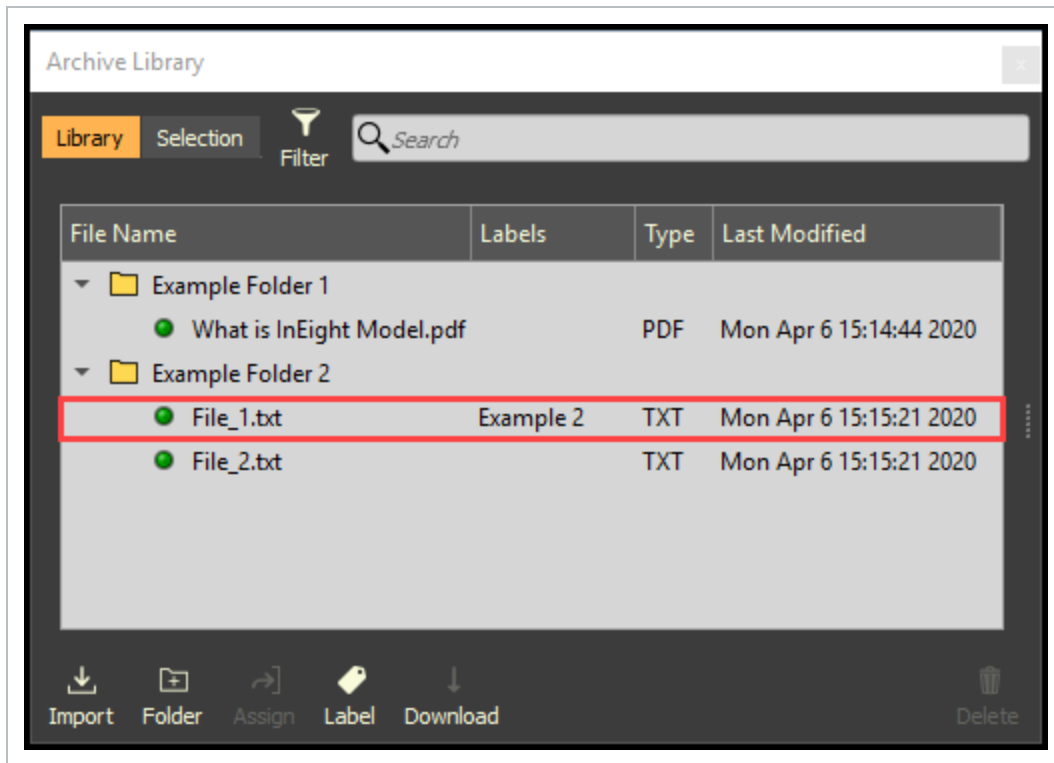 Archive Library
x
Library Selection Filter Search
File Name Labels Type Last Modified
Example Folder 1
What is InEight Model.pdf PDF Mon Apr 6 15:14:44 2020
Example Folder 2
File_1.txt Example 2 TXT Mon Apr 6 15:15:21 2020
File_2.txt TXT Mon Apr 6 15:15:21 2020
Import Folder Assign Label Download Delete